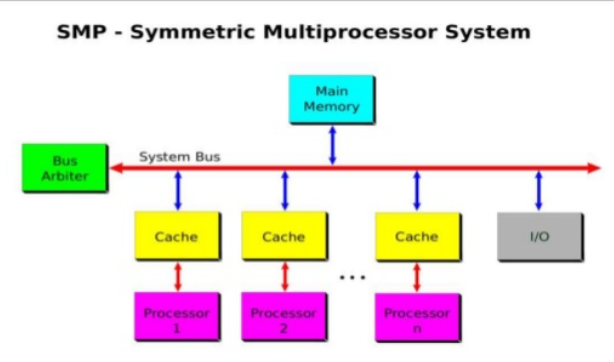 SMP - Symmetric Multiprocessor System
Main
Memory
Bus
Arbiter
System Bus
Cache
Cache
Cache
I/O
...
Processor
1
Processor
2
Processor
n